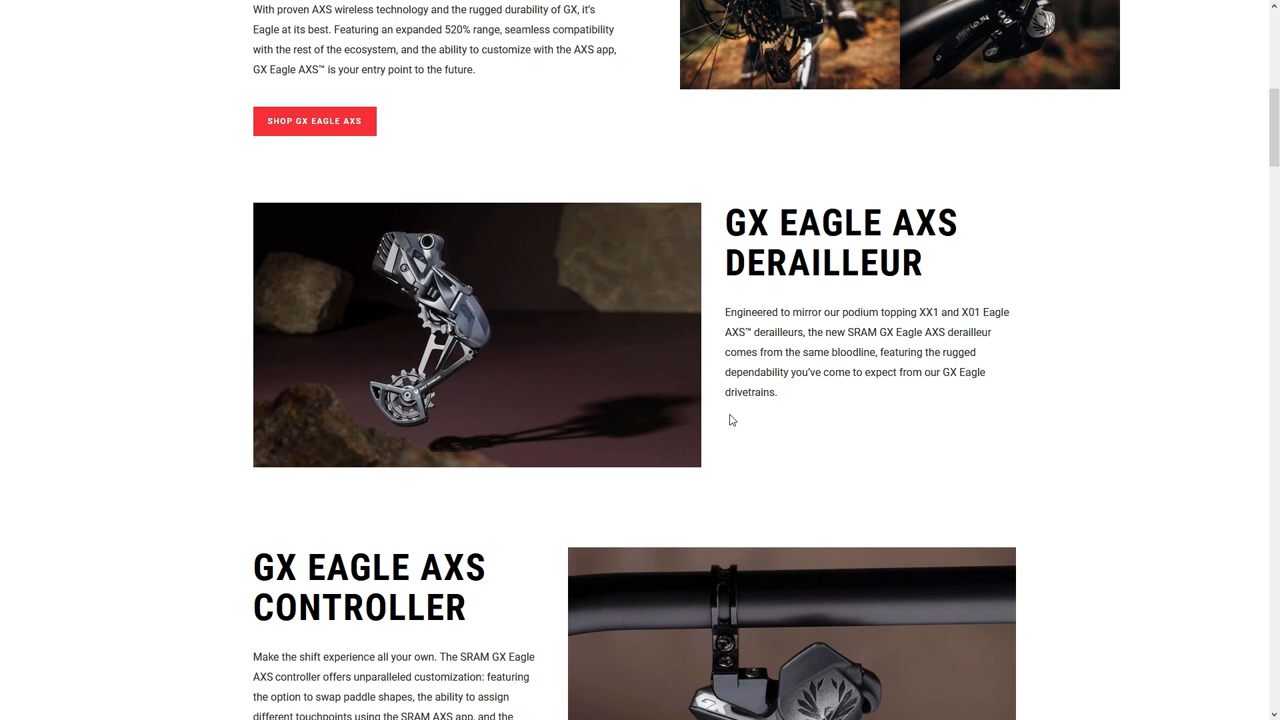 With proven AXS wireless technology and the rugged durability of GX, it's
Eagle at its best. Featuring an expanded 520% range, seamless compatibility
with the rest of the ecosystem, and the ability to customize with the AXS app,
GX Eagle AXS™ is your entry point to the future.
SHOP GX EAGLE AXS
GX EAGLE AXS
DERAILLEUR
Engineered to mirror our podium topping XX1 and X01 Eagle
AXS™ derailleurs, the new SRAM GX Eagle AXS derailleur
comes from the same bloodline, featuring the rugged
dependability you've come to expect from our GX Eagle
drivetrains.
GX EAGLE AXS
CONTROLLER
Make the shift experience all your own. The SRAM GX Eagle
AXS controller offers unparalleled customization: featuring
the option to swap paddle shapes, the ability to assign
different touchpoints using the SRAM AXS app, and the
GX